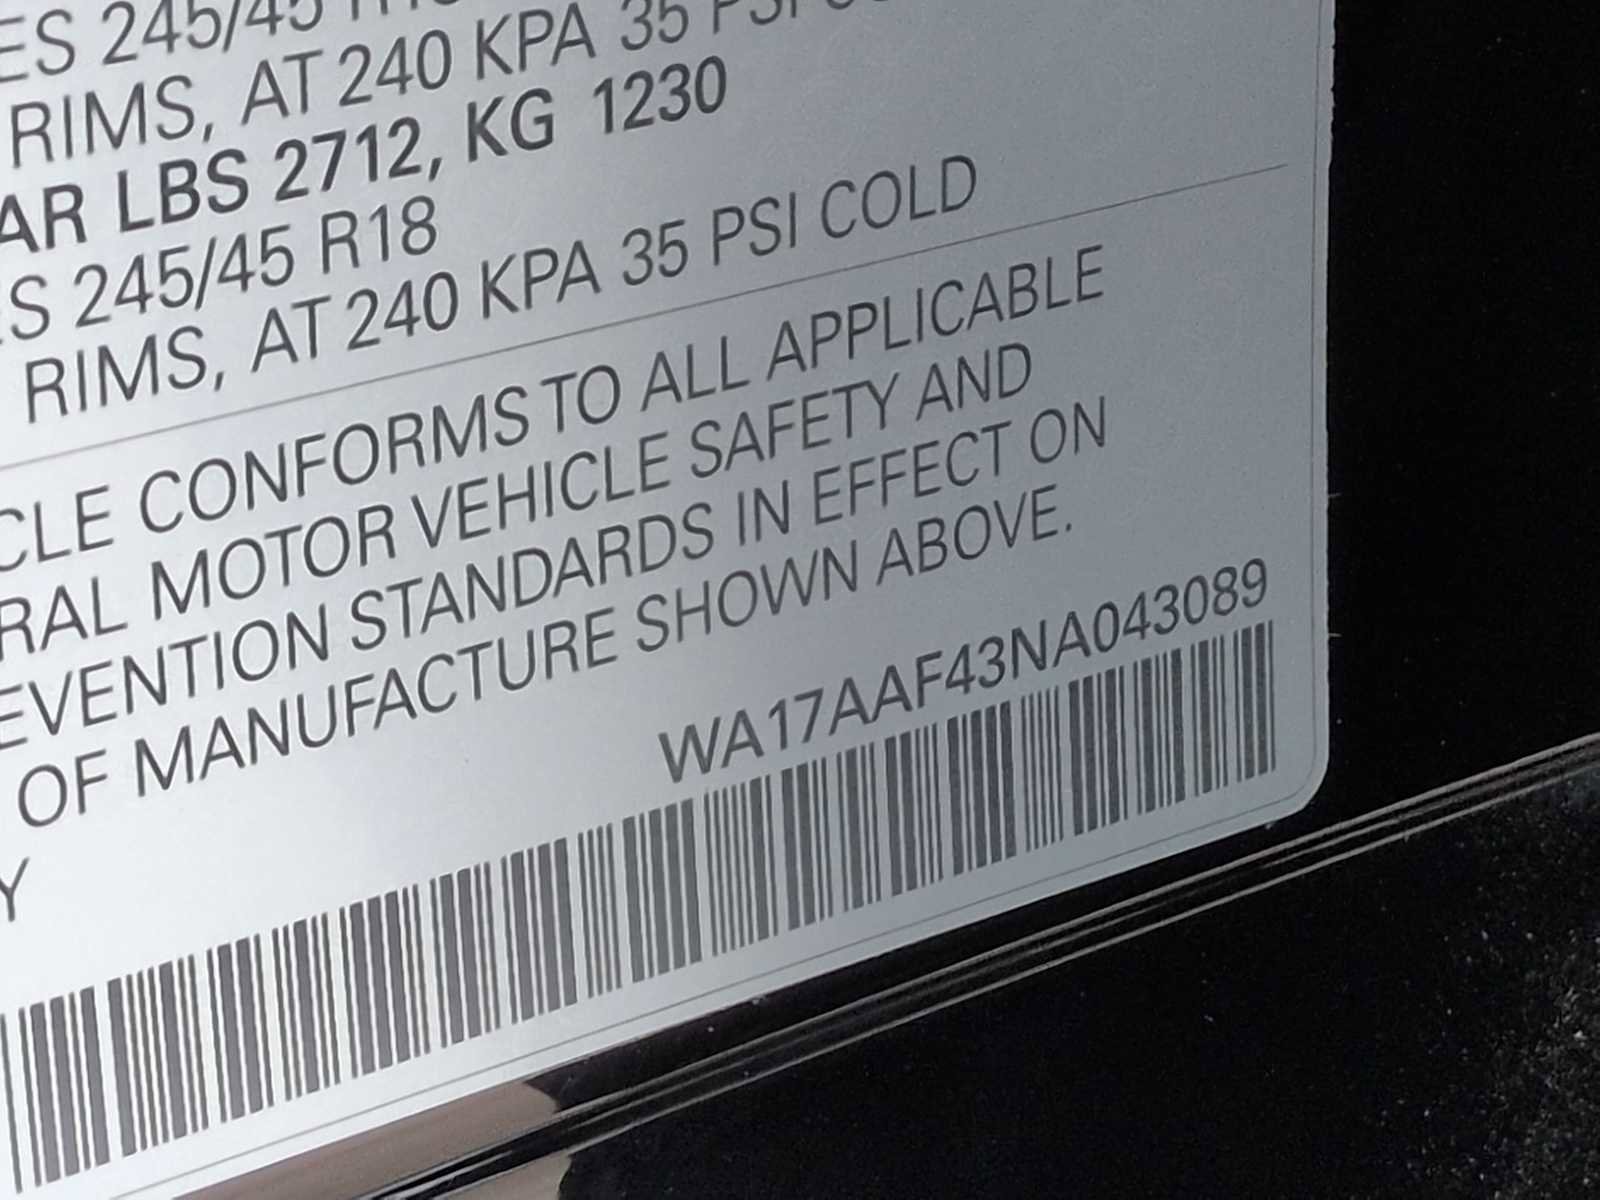 ES 245/45
RIMS, AT 240 KPA 35 PSI
AR LBS 2712, KG 1230
ES 245/45 R18
RIMS, AT 240 KPA 35 PSI COLD
CLE CONFORMS TO ALL APPLICABLE
RAL MOTOR VEHICLE SAFETY AND
EVENTION STANDARDS IN EFFECT ON
OF MANUFACTURE SHOWN ABOVE.
WA17AAF43NA043089
Y